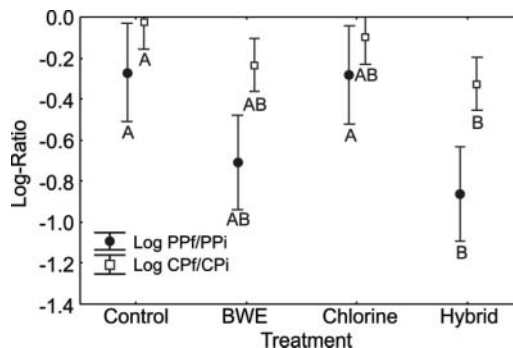 0.0
-0.2
-0.4
-0.6
-0.8
-1.0
-1.2
-1.4
Log-Ratio
A
A
AB
AB
AB
A
B
B
Log PPf/PPi
Log CPf/CPi
Control BWE Chlorine Hybrid
Treatment